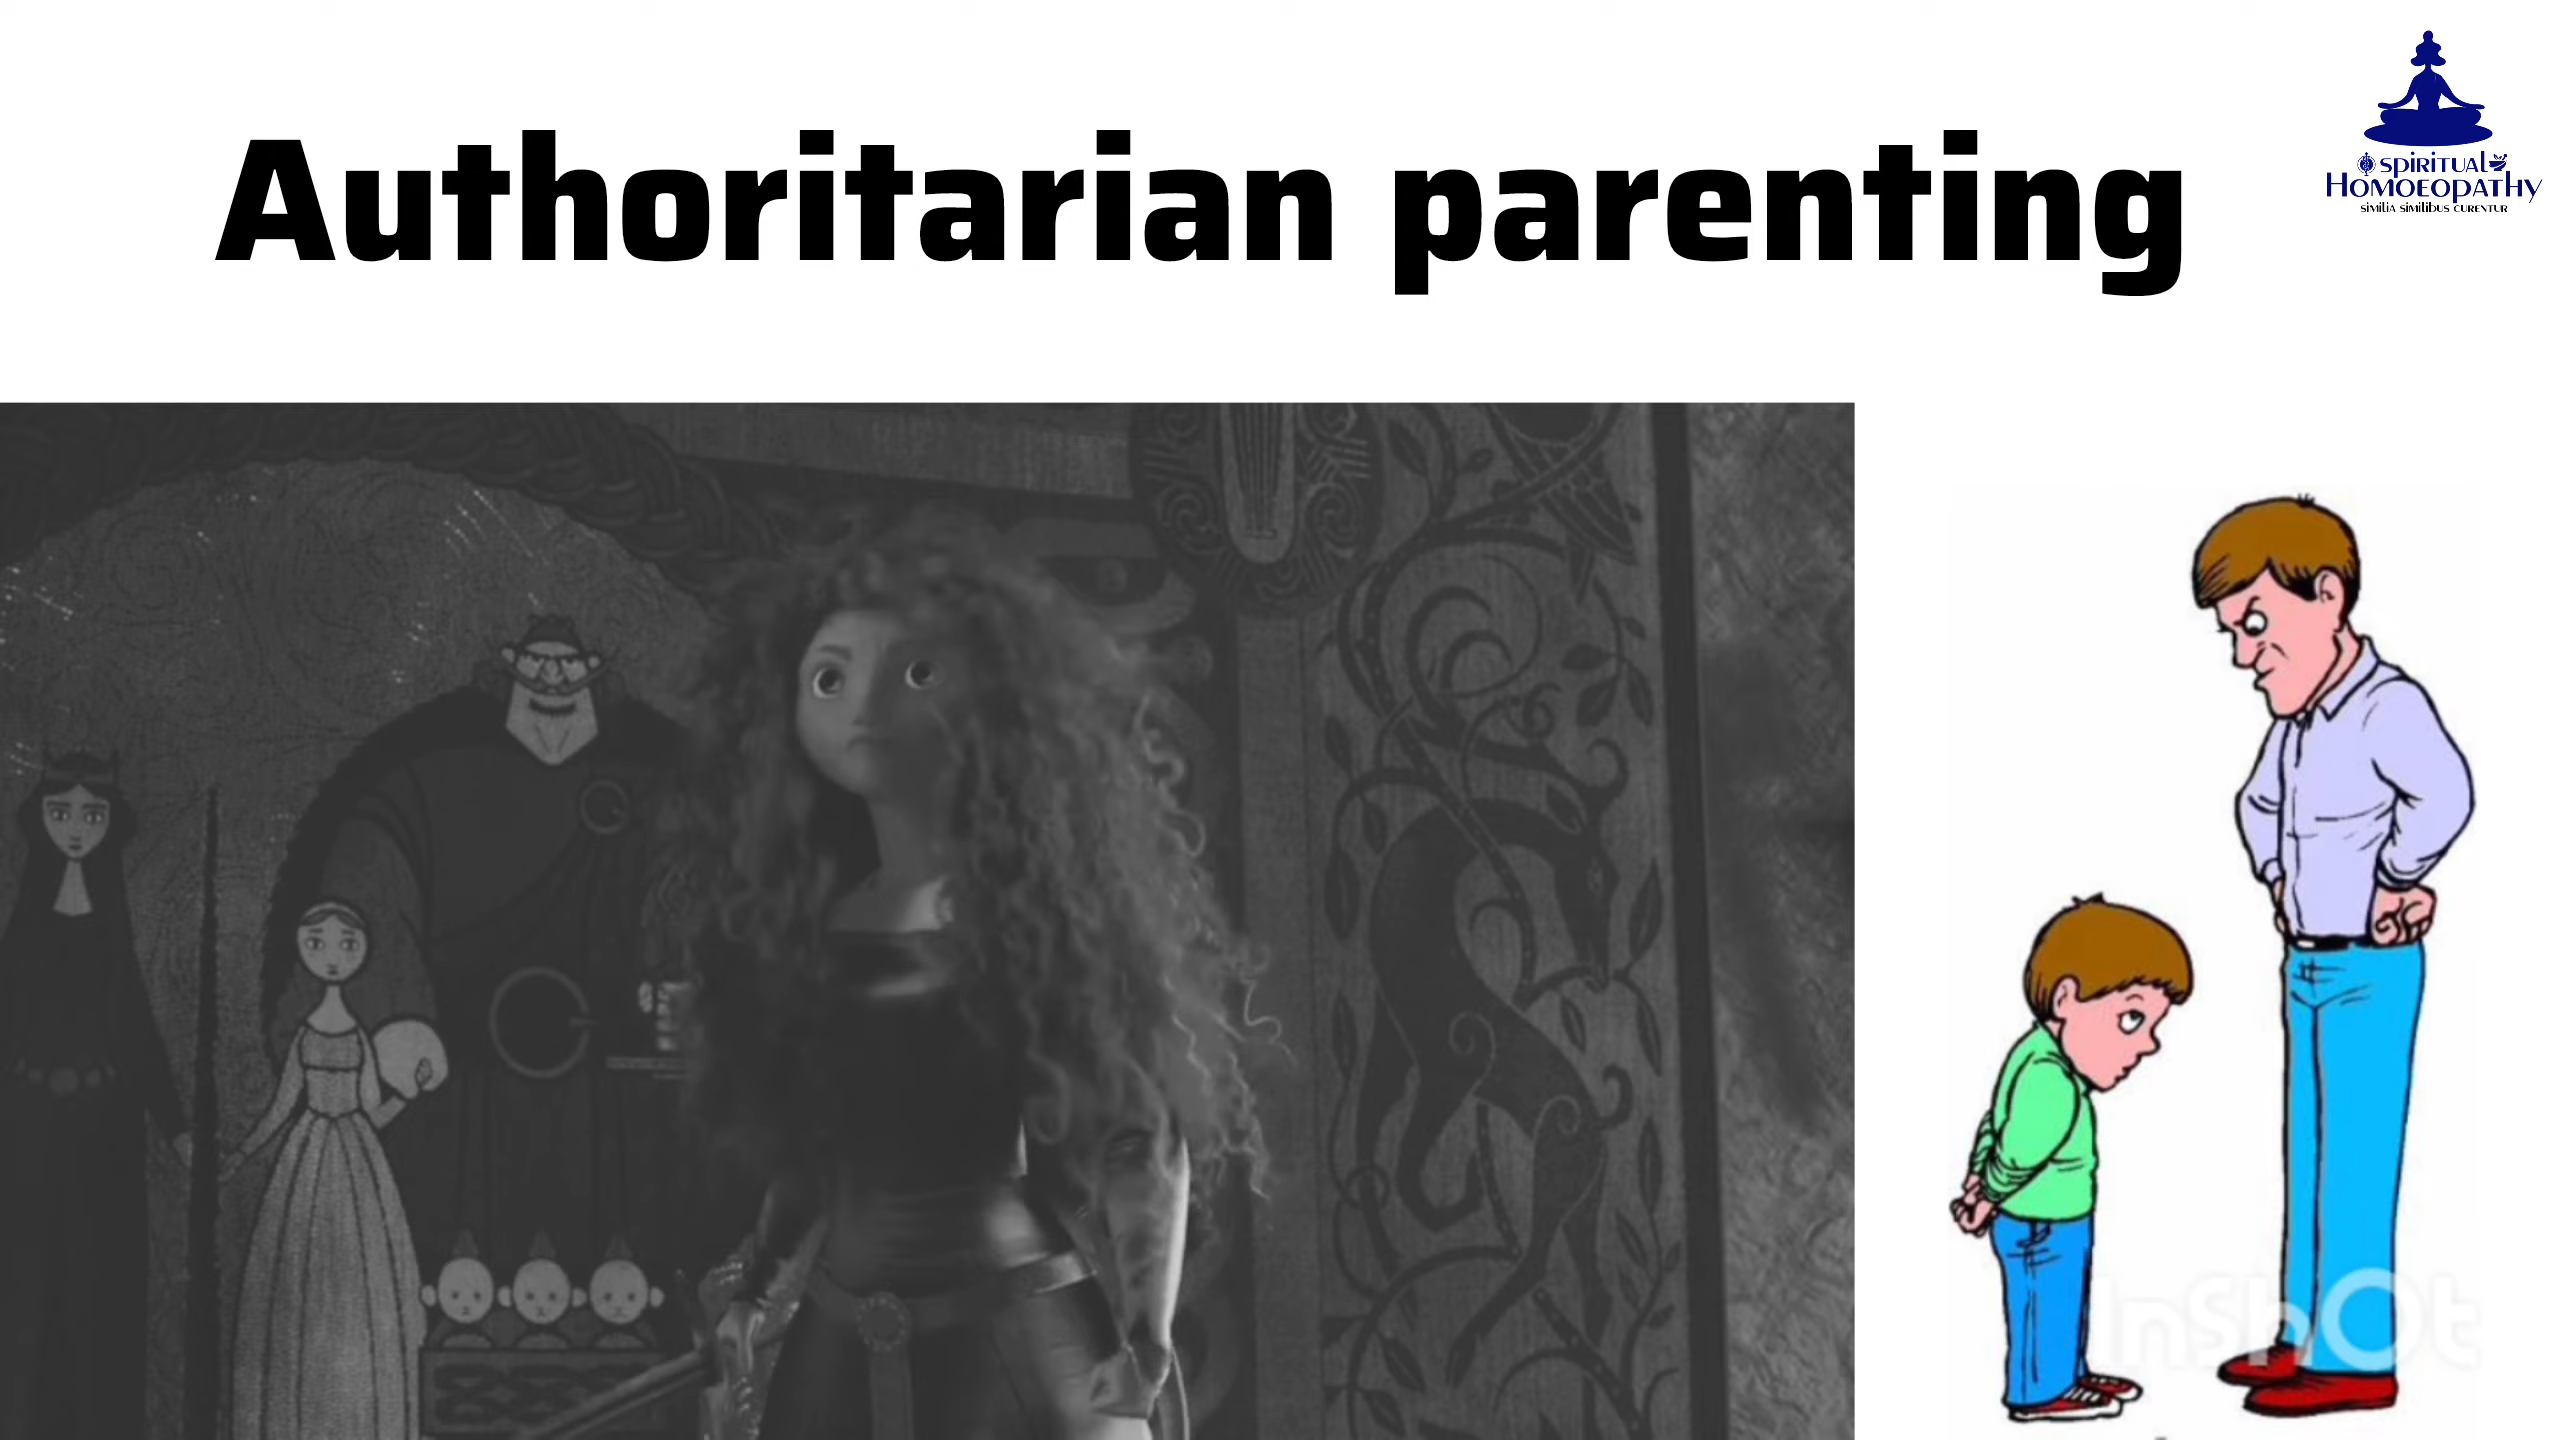 Authoritarian parenting
spiritual
Homoeopathy
similia similibus curentur
InShOt